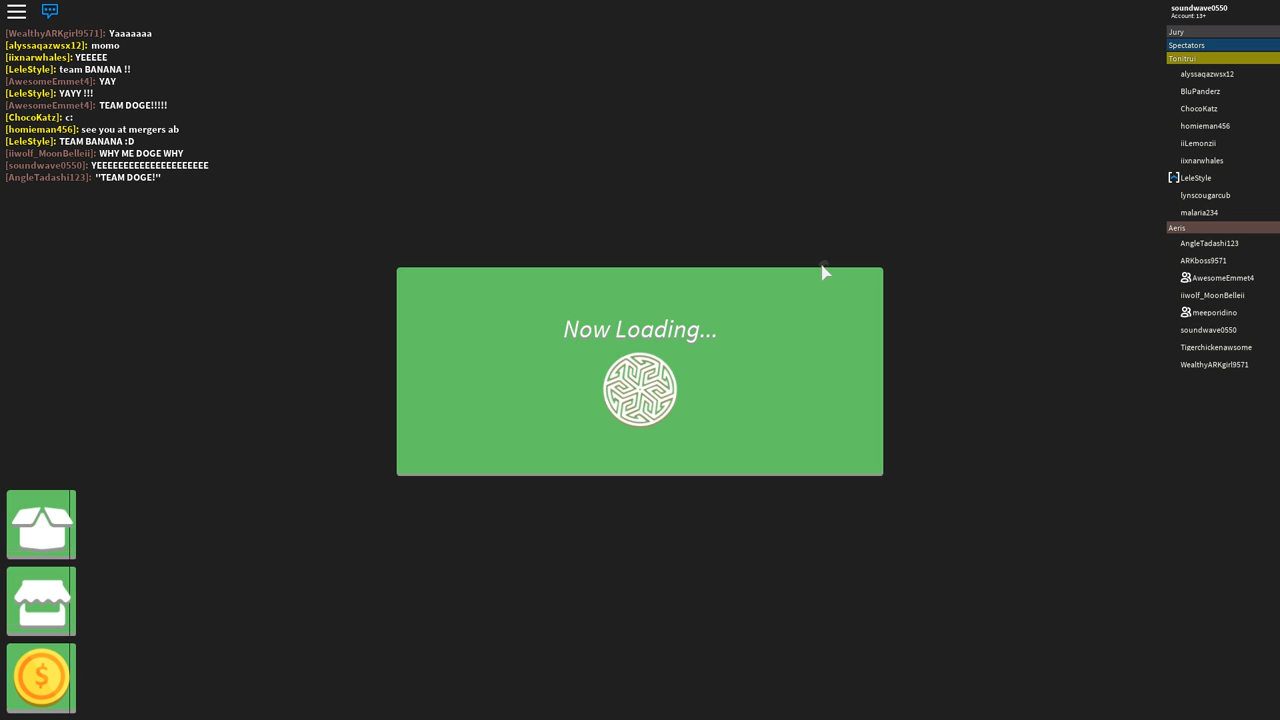 [WealthyARKgirl9571]: Yaaaaaaa
[alyssaqazwsx12]: momo
[iixnarwhales]: YEEEEE
[LeleStyle]: team BANANA !!
[AwesomeEmmet4]: YAY
[LeleStyle]: YAYY !!!
[AwesomeEmmet4]: TEAM DOGE!!!!!
[ChocoKatz]: c:
[homieman456]: see you at mergers ab
[LeleStyle]: TEAM BANANA :D
[iiwolf_MoonBelleii]: WHY ME DOGE WHY
[soundwave0550]: YEEEEEEEEEEEEEEEEEEEEE
[AngleTadashi123]: "TEAM DOGE!"
Now Loading...
$
soundwave0550
Account: 13+
Jury
Spectators
Tonitrui
alyssaqazwsx12
BluPanderz
ChocoKatz
homieman456
iiLemonzii
iixnarwhales
LeleStyle
lynscougarcub
malaria234
Aeris
AngleTadashi123
ARKboss9571
AwesomeEmmet4
iiwolf_MoonBelleii
meeporidino
soundwave0550
Tigerchickenawsome
WealthyARKgirl9571